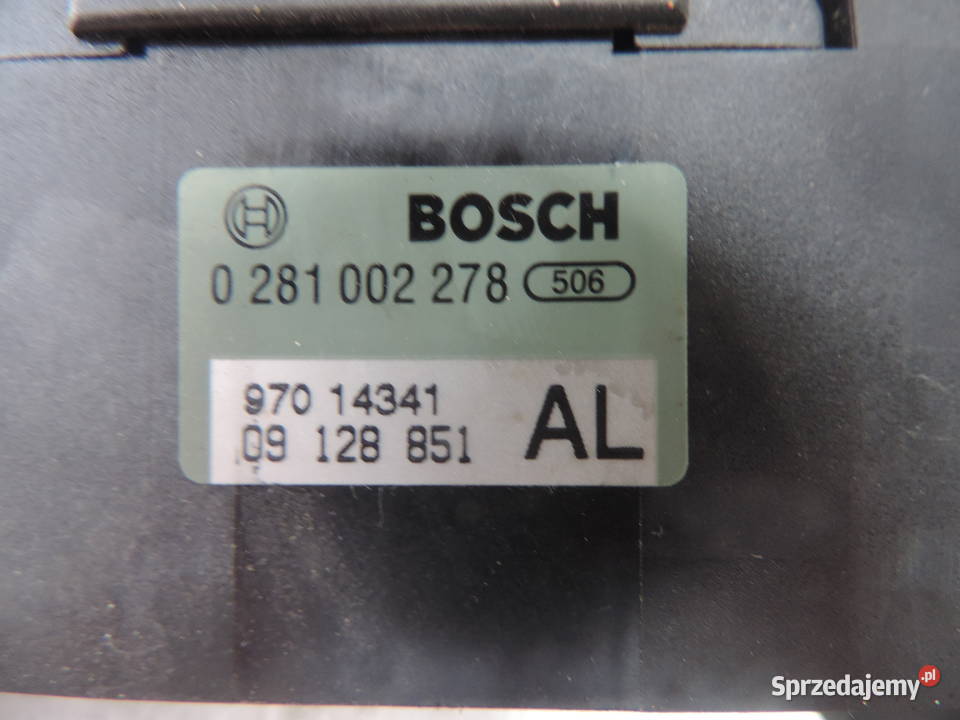 BOSCH
0 281 002 278 506
970 14341
09 128 851 AL
Sprzedajemy.pl